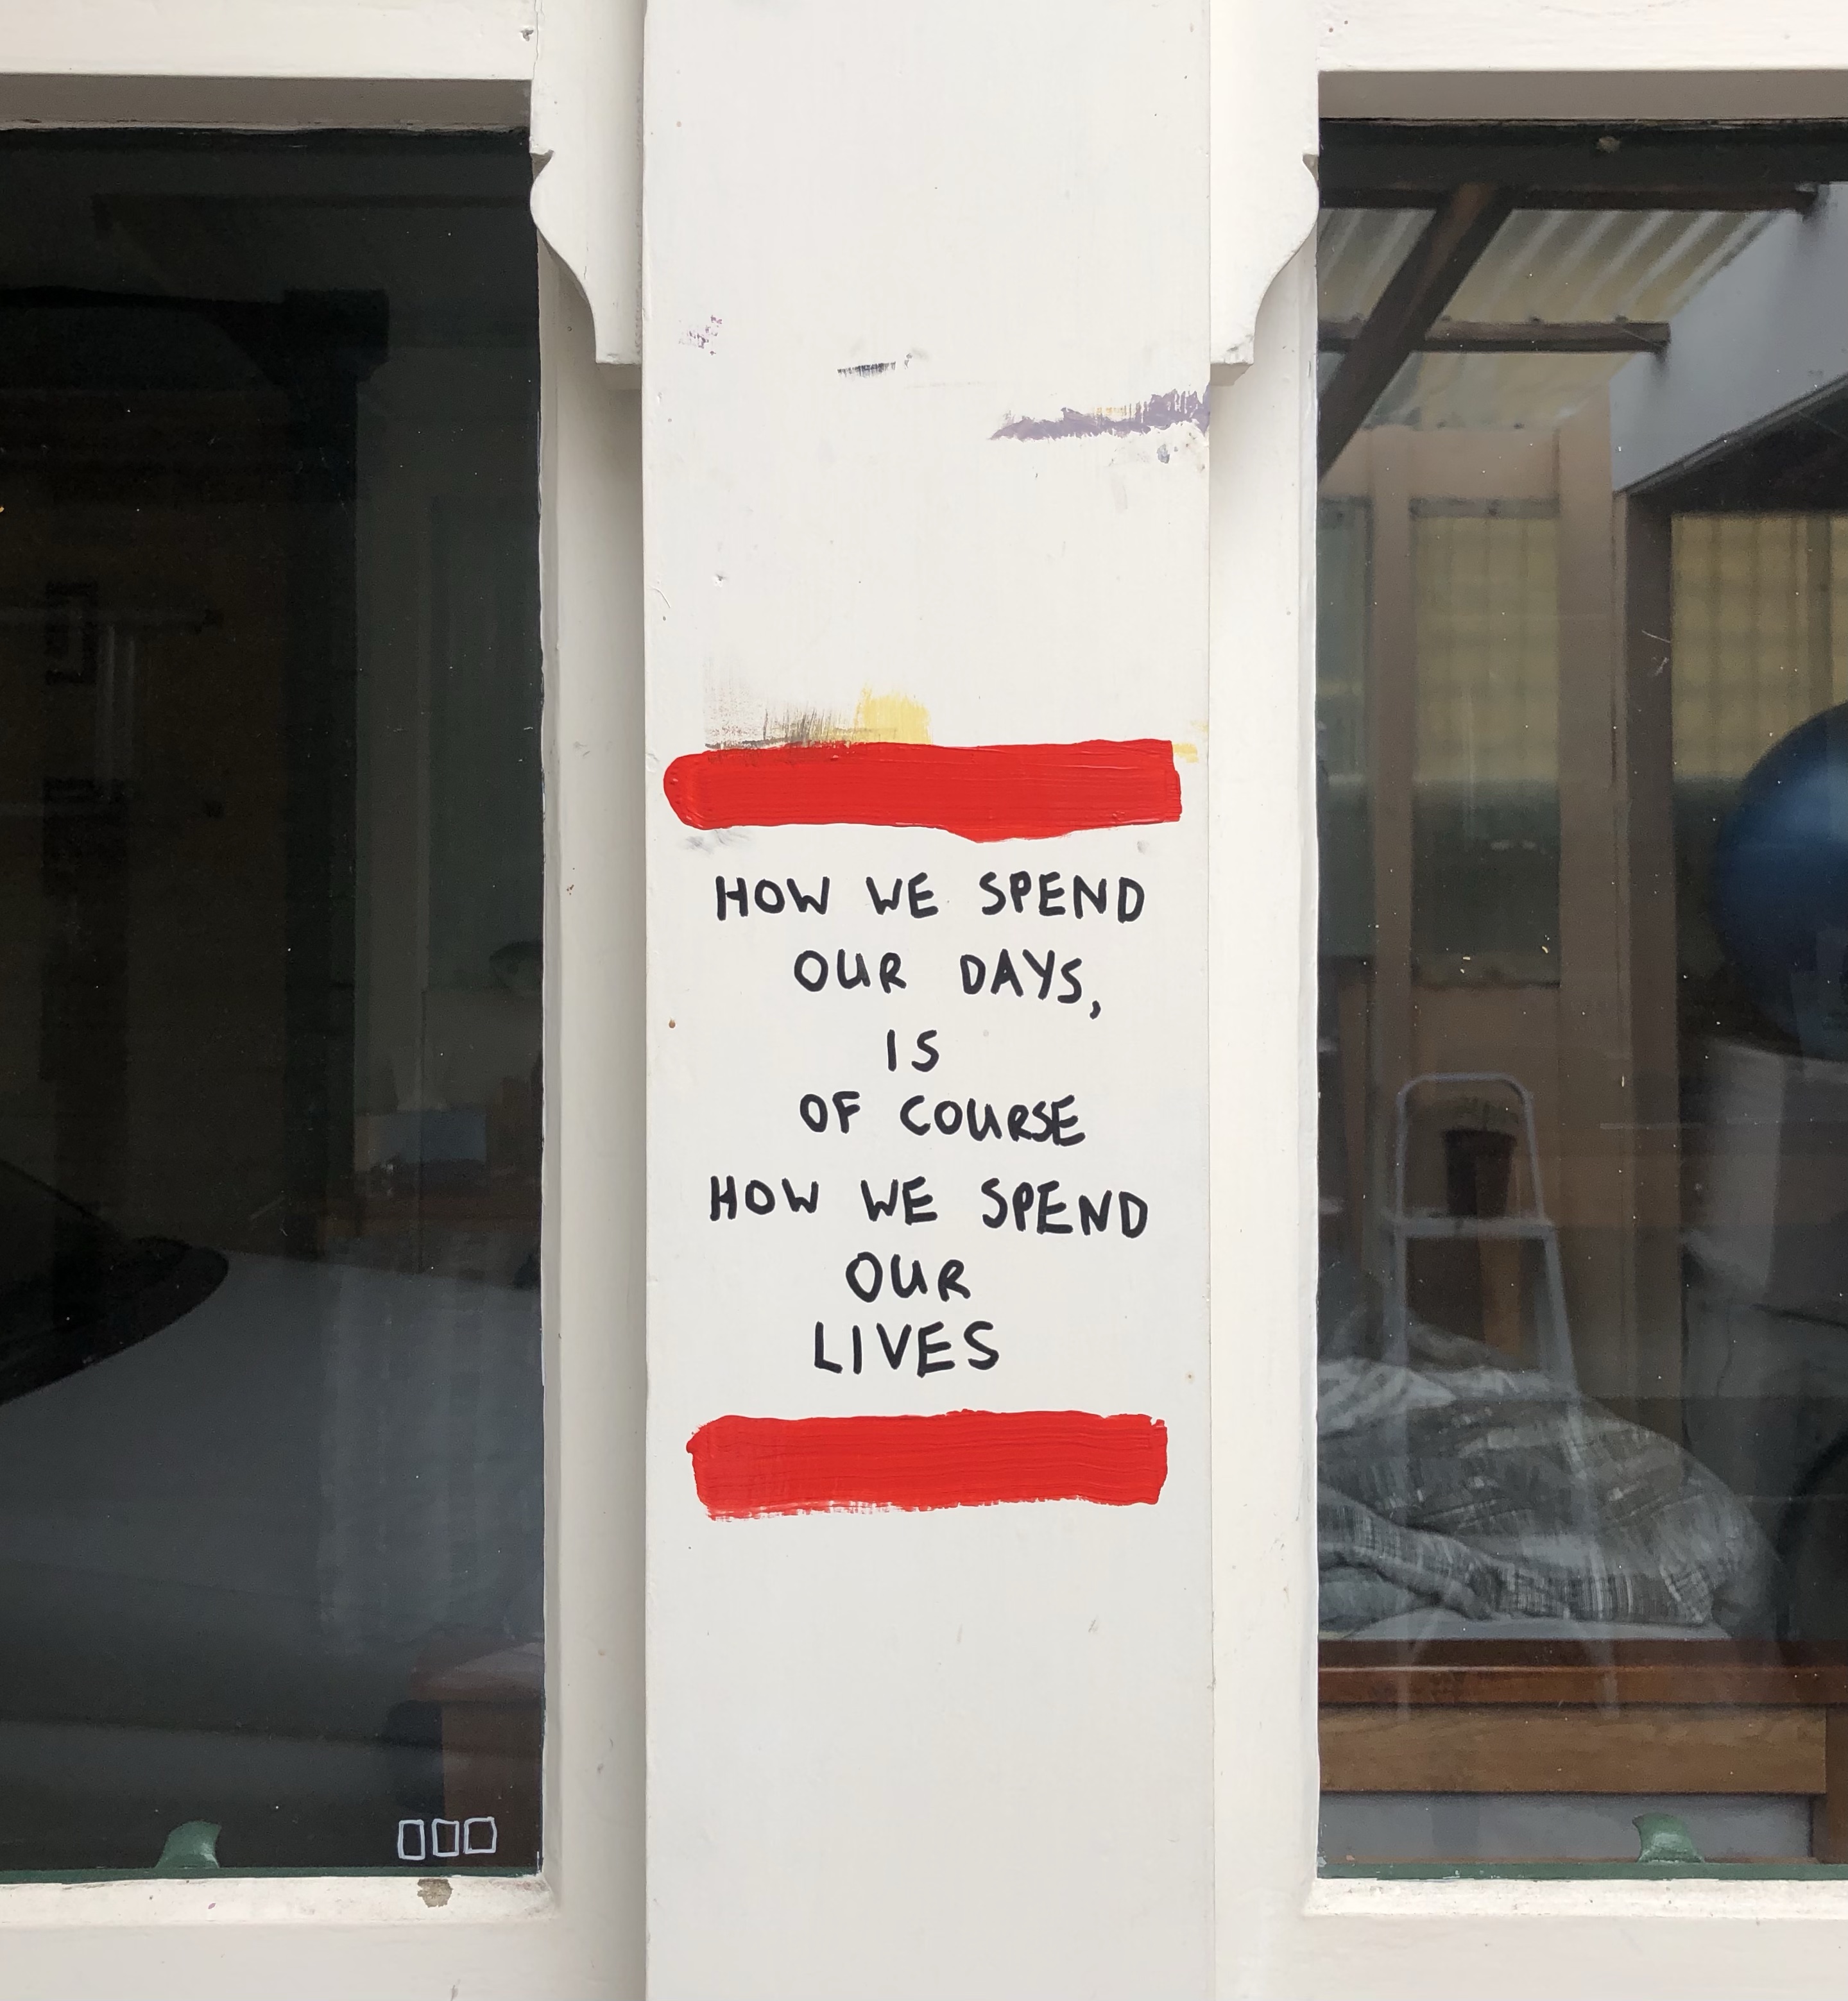 HOW WE SPEND
OUR DAYS,
IS
OF COURSE
HOW WE SPEND
OUR
LIVES